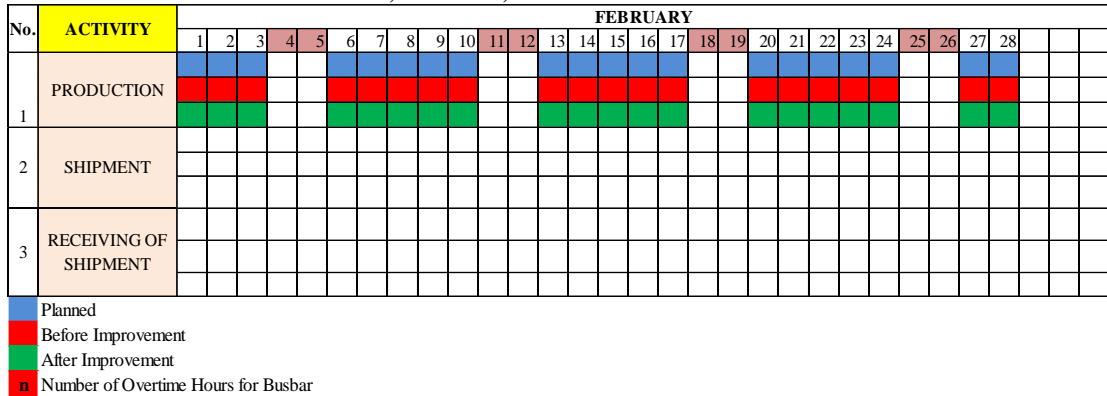 FEBRUARY
No. ACTIVITY
1 2 3 4 5 6 7 8 9 10 11 12 13 14 15 16 17 18 19 20 21 22 23 24 25 26 27 28
PRODUCTION
1
2 SHIPMENT
RECEIVING OF
3
SHIPMENT
Planned
Before Improvement
After Improvement
n Number of Overtime Hours for Busbar